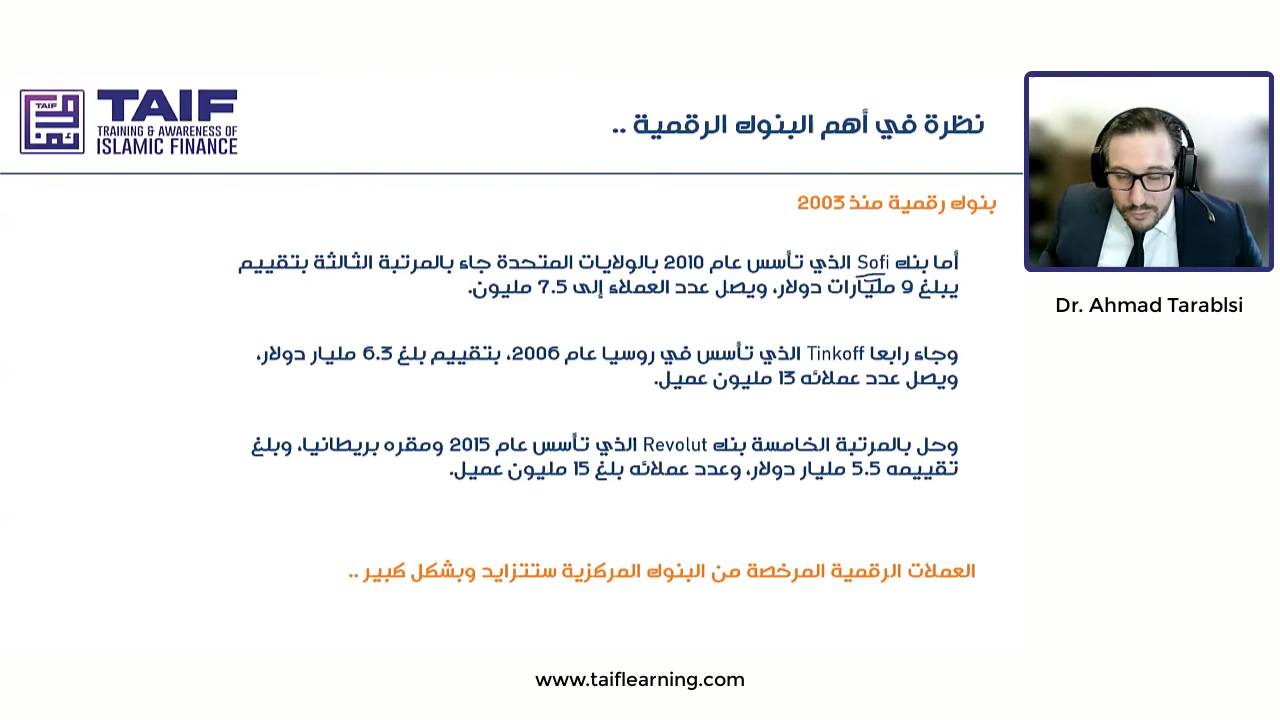 TAIF
TAIF
TRAINING & AWARENESS OF
ISLAMIC FINANCE
نظرة في أهم البنوك الرقمية ..
بنوك رقمية منذ 2003
أما بنك Sofi الذي تأسس عام 2010 بالولايات المتحدة جاء بالمرتبة الثالثة بتقييم
يبلغ 9 مليارات دولار، ويصل عدد العملاء إلى 7.5 مليون.
وجاء رابعا Tinkoff الذي تأسس في روسيا عام 2006، بتقييم بلغ 6.3 مليار دولار،
ويصل عدد عملائه 13 مليون عميل.
وحل بالمرتبة الخامسة بنك Revolut الذي تأسس عام 2015 ومقره بريطانيا، وبلغ
تقييمه 5.5 مليار دولار، وعدد عملائه بلغ 15 مليون عميل.
العملات الرقمية المرخصة من البنوك المركزية ستتزايد وبشكل كبير ..
Dr. Ahmad Tarablsi
www.taiflearning.com